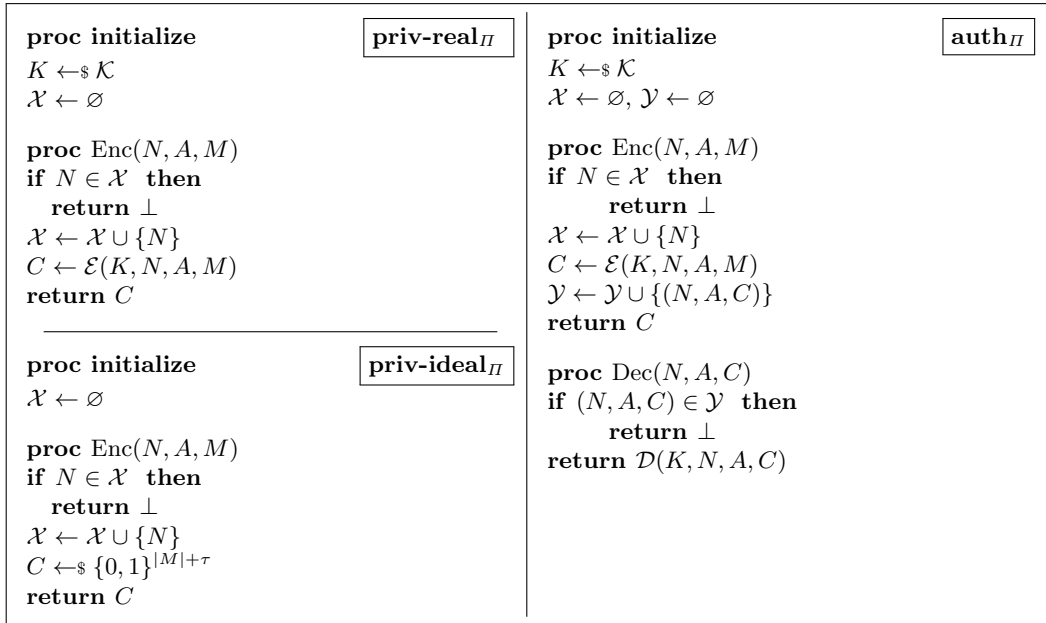 proc initialize priv-real_Π
K ←$ 𝒦
𝒳 ← ∅
proc Enc(N, A, M)
if N ∈ 𝒳 then
return ⊥
𝒳 ← 𝒳 ∪ {N}
C ← ℰ(K, N, A, M)
return C
proc initialize priv-ideal_Π
𝒳 ← ∅
proc Enc(N, A, M)
if N ∈ 𝒳 then
return ⊥
𝒳 ← 𝒳 ∪ {N}
C ←$ {0, 1}^{|M|+τ}
return C
proc initialize auth_Π
K ←$ 𝒦
𝒳 ← ∅, 𝒴 ← ∅
proc Enc(N, A, M)
if N ∈ 𝒳 then
return ⊥
𝒳 ← 𝒳 ∪ {N}
C ← ℰ(K, N, A, M)
𝒴 ← 𝒴 ∪ {(N, A, C)}
return C
proc Dec(N, A, C)
if (N, A, C) ∈ 𝒴 then
return ⊥
return 𝒟(K, N, A, C)